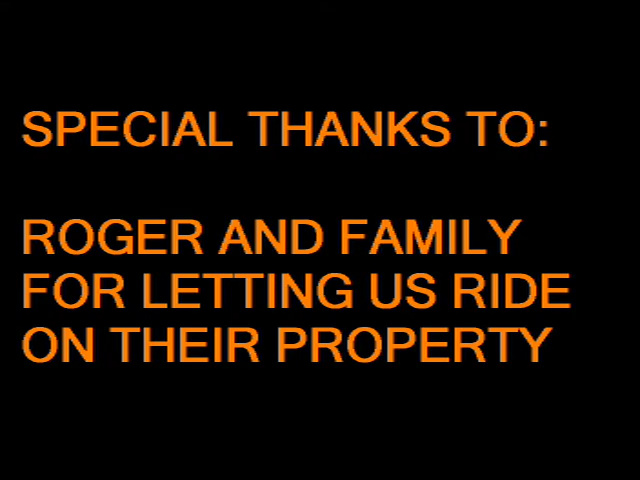 SPECIAL THANKS TO:
ROGER AND FAMILY
FOR LETTING US RIDE
ON THEIR PROPERTY